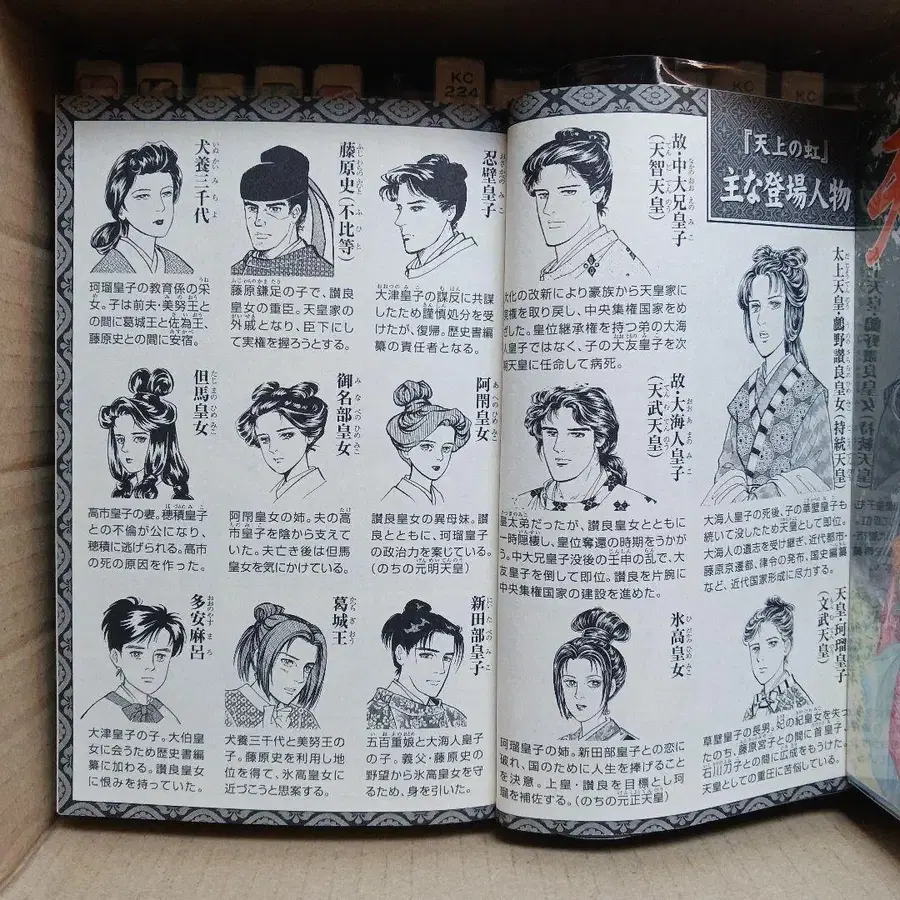 KC
224
KC
『天上の虹』
主な登場人物
太上天皇・鸕野讃良皇女(持統天皇)
大海人皇子の死後、子の草壁皇子も
続いて没したため天皇として即位。
大海人の遺志を受け継ぎ、近代都市・
藤原京遷都、律令の発布、国史編纂
など、近代国家形成に尽力する。
天皇・珂瑠皇子
(文武天皇)
草壁皇子の長男。妃の紀皇女を失っ
たのち、藤原宮子との間に首皇子、
石川刀子との間に広成をもうけた。
天皇としての重圧に苦悩している。
故・中大兄皇子
(天智天皇)
大化の改新により豪族から天皇家に
政権を取り戻し、中央集権国家をめ
ざした。皇位継承権を持つ弟の大海
人皇子ではなく、子の大友皇子を次
期天皇に任命して病死。
故・大海人皇子
(天武天皇)
皇太弟だったが、讃良皇女とともに
一時隠棲し、皇位奪還の時期をうかが
う。中大兄皇子没後の壬申の乱で、大
友皇子を倒して即位。讃良を片腕に
中央集権国家の建設を進めた。
氷高皇女
珂瑠皇子の姉。新田部皇子との恋に
破れ、国のために人生を捧げること
を決意。上皇・讃良を目標とし珂
瑠を補佐する。(のちの元正天皇)
忍壁皇子
大津皇子の謀反に共謀
したため謹慎処分を受
けたが、復帰。歴史書編
纂の責任者となる。
藤原史(不比等)
藤原鎌足の子で、讃良
皇女の重臣。天皇家の
外戚となり、臣下にし
て実権を握ろうとする。
犬養三千代
珂瑠皇子の教育係の采
女。子は前夫・美努王と
の間に葛城王と佐為王、
藤原史との間に安宿。
阿閇皇女
讃良皇女の異母妹。讃
良とともに、珂瑠皇子
の政治力を案じている。
(のちの元明天皇)
御名部皇女
阿閇皇女の姉。夫の高
市皇子を陰から支えて
いた。夫亡き後は但馬
皇女を気にかけている。
但馬皇女
高市皇子の妻。穂積皇子
との不倫が公になり、
穂積に逃げられる。高市
の死の原因を作った。
新田部皇子
五百重娘と大海人皇子
の子。義父・藤原史の
野望から氷高皇女を守
るため、身を引いた。
葛城王
犬養三千代と美努王の
子。藤原史を利用し地
位を得て、氷高皇女に
近づこうと思案する。
多安麻呂
大津皇子の子。大伯皇
女に会うため歴史書編
纂に加わる。讃良皇女
に恨みを持っていた。